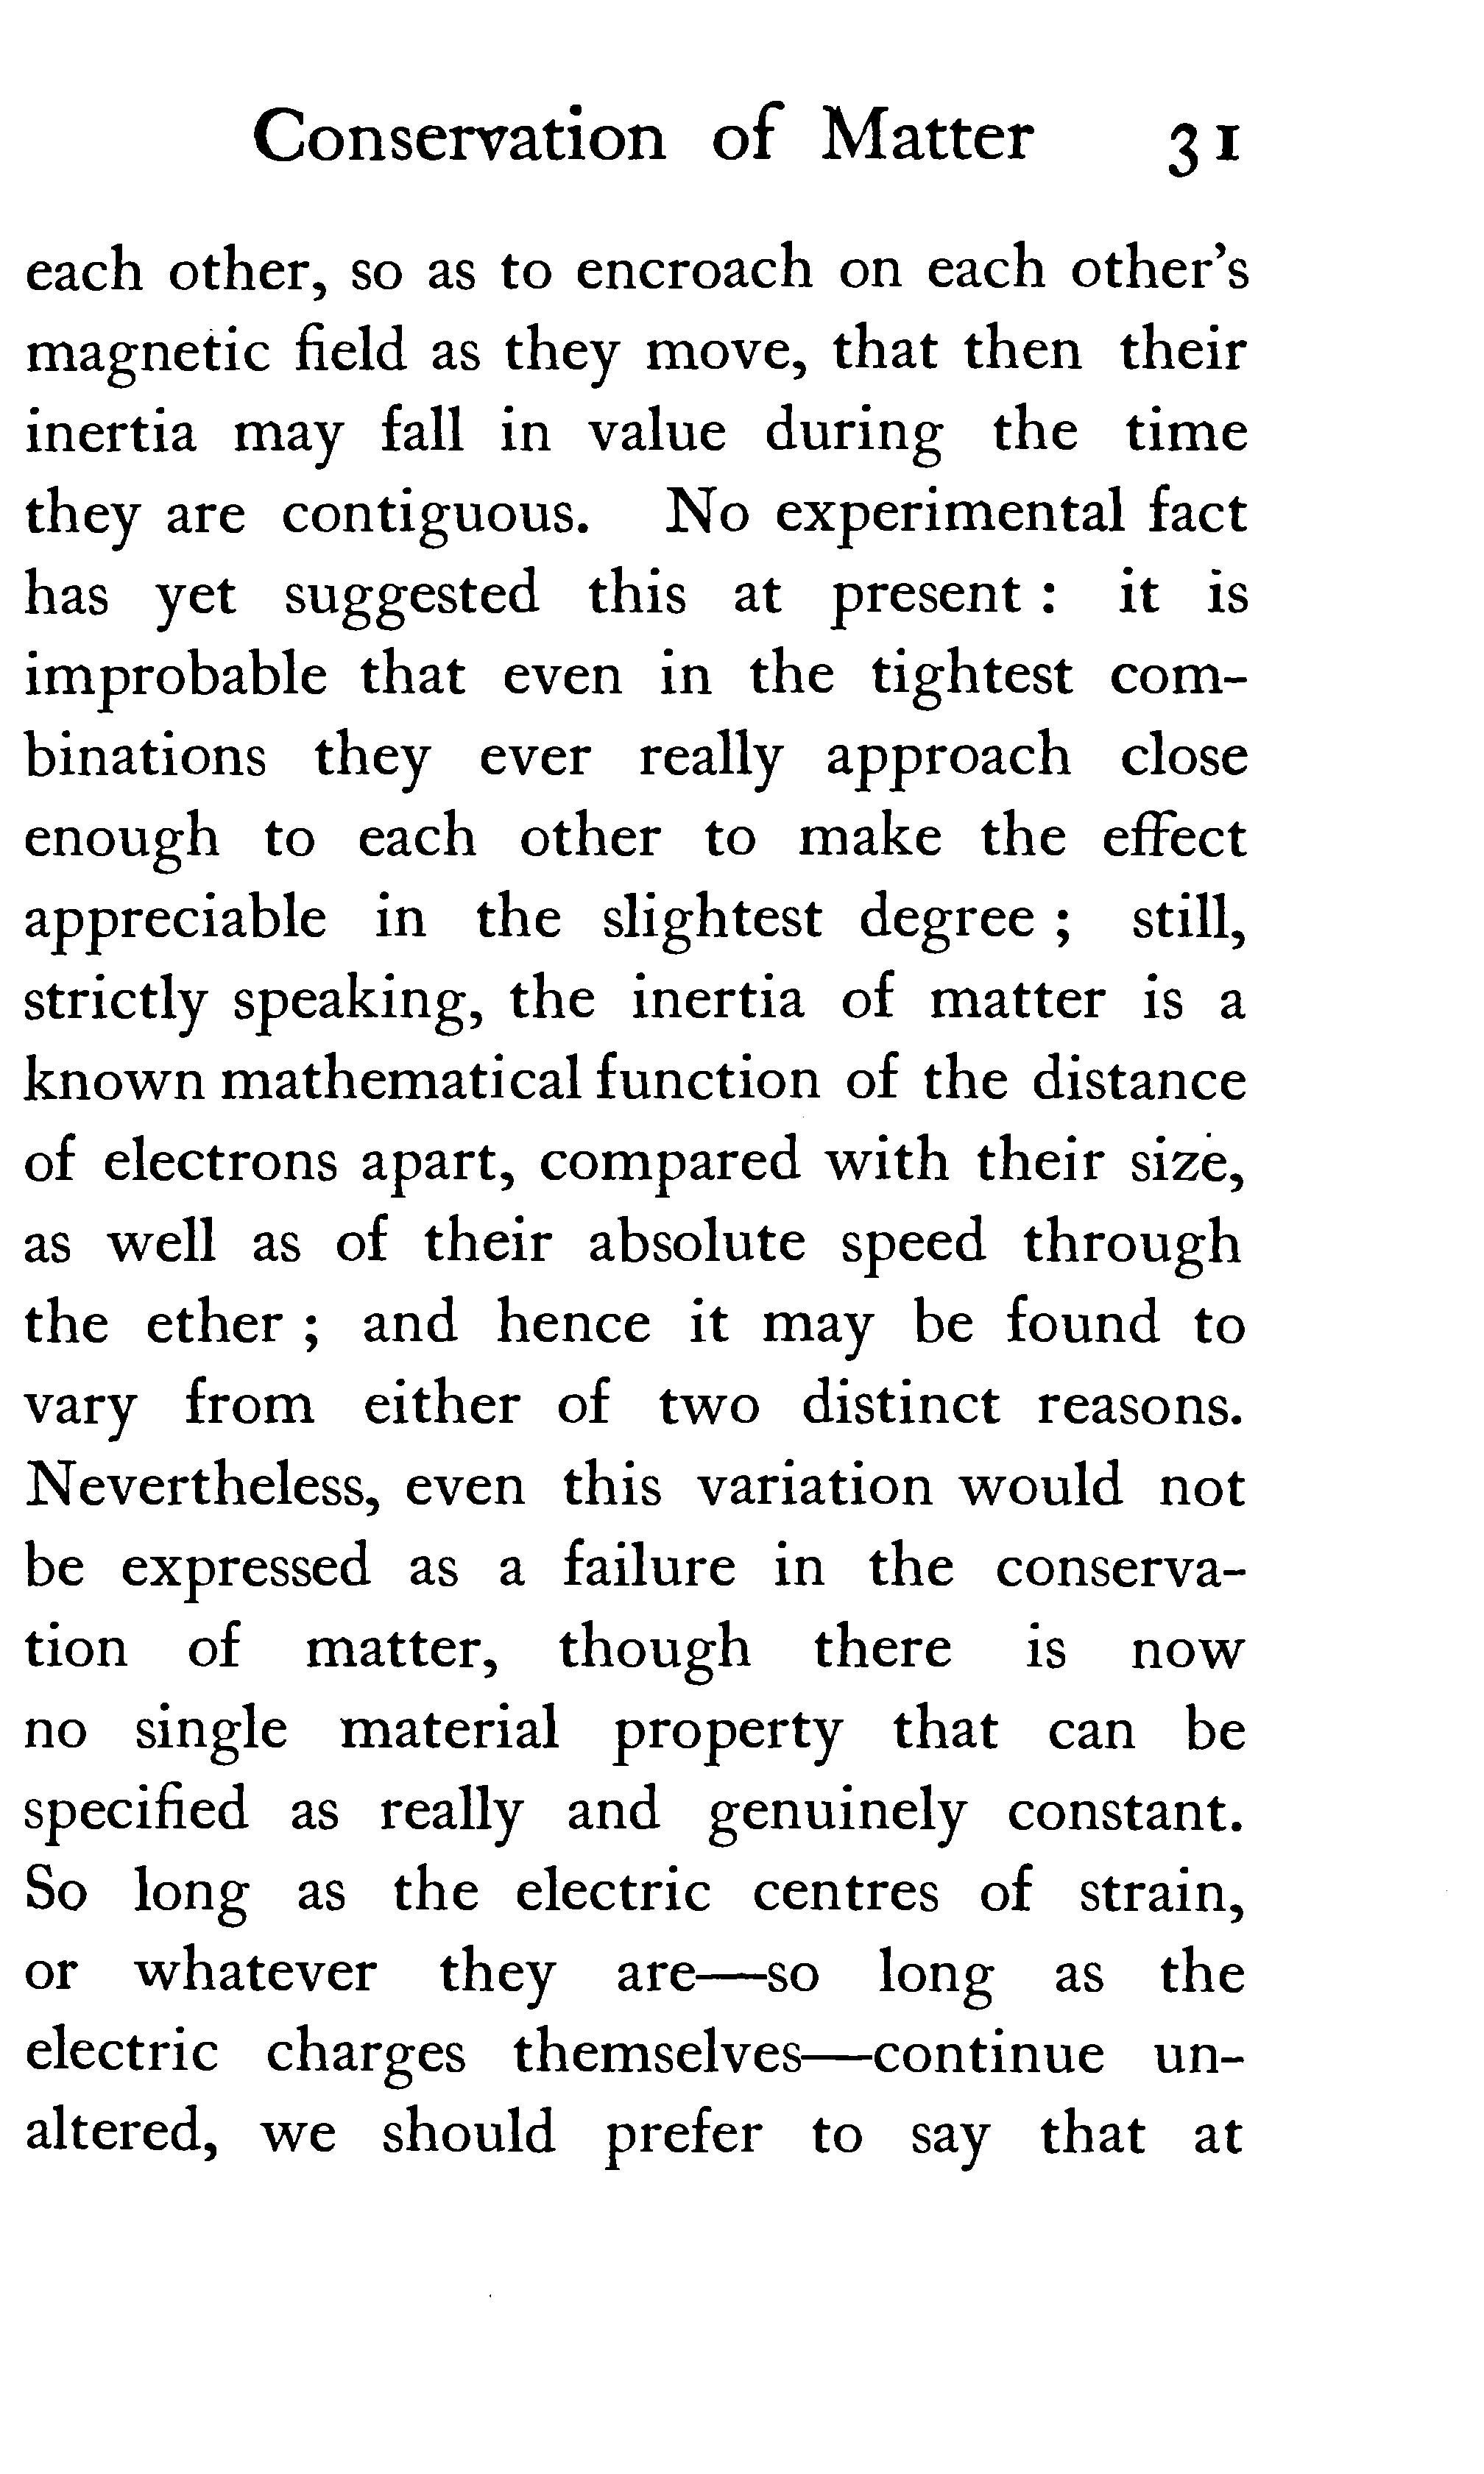 Conservation of Matter 31
each other, so as to encroach on each other's
magnetic field as they move, that then their
inertia may fall in value during the time
they are contiguous. No experimental fact
has yet suggested this at present : it is
improbable that even in the tightest com-
binations they ever really approach close
enough to each other to make the effect
appreciable in the slightest degree ; still,
strictly speaking, the inertia of matter is a
known mathematical function of the distance
of electrons apart, compared with their size,
as well as of their absolute speed through
the ether ; and hence it may be found to
vary from either of two distinct reasons.
Nevertheless, even this variation would not
be expressed as a failure in the conserva-
tion of matter, though there is now
no single material property that can be
specified as really and genuinely constant.
So long as the electric centres of strain,
or whatever they are—so long as the
electric charges themselves—continue un-
altered, we should prefer to say that at